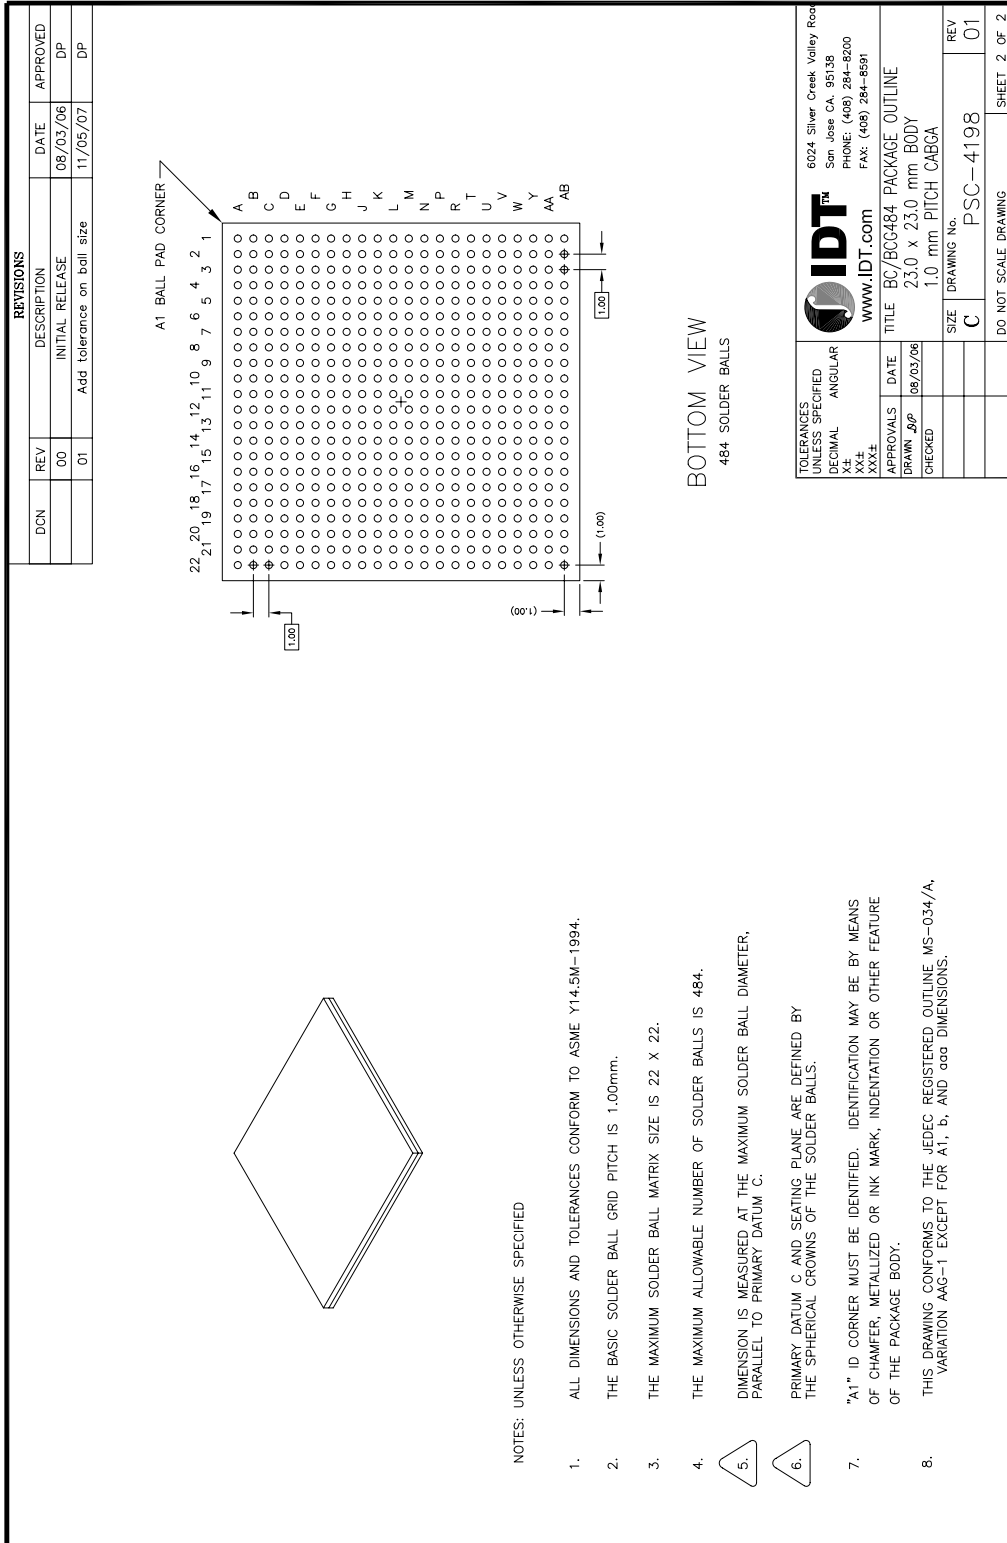 REVISIONS
DCN REV DESCRIPTION DATE APPROVED
00 INITIAL RELEASE 08/03/06 DP
01 Add tolerance on ball size 11/05/07 DP
A1 BALL PAD CORNER
22 21 20 19 18 17 16 15 14 13 12 11 10 9 8 7 6 5 4 3 2 1
A
B
C
D
E
F
G
H
J
K
L
M
N
P
R
T
U
V
W
Y
AA
AB
1.00
(1.00)
(1.00)
1.00
BOTTOM VIEW
484 SOLDER BALLS
NOTES: UNLESS OTHERWISE SPECIFIED
1. ALL DIMENSIONS AND TOLERANCES CONFORM TO ASME Y14.5M-1994.
2. THE BASIC SOLDER BALL GRID PITCH IS 1.00mm.
3. THE MAXIMUM SOLDER BALL MATRIX SIZE IS 22 X 22.
4. THE MAXIMUM ALLOWABLE NUMBER OF SOLDER BALLS IS 484.
5. DIMENSION IS MEASURED AT THE MAXIMUM SOLDER BALL DIAMETER,
PARALLEL TO PRIMARY DATUM C.
6. PRIMARY DATUM C AND SEATING PLANE ARE DEFINED BY
THE SPHERICAL CROWNS OF THE SOLDER BALLS.
7. "A1" ID CORNER MUST BE IDENTIFIED. IDENTIFICATION MAY BE BY MEANS
OF CHAMFER, METALLIZED OR INK MARK, INDENTATION OR OTHER FEATURE
OF THE PACKAGE BODY.
8. THIS DRAWING CONFORMS TO THE JEDEC REGISTERED OUTLINE MS-034/A,
VARIATION AAG-1 EXCEPT FOR A1, b, AND aaa DIMENSIONS.
TOLERANCES
UNLESS SPECIFIED
DECIMAL ANGULAR
X±
XX±
XXX±
APPROVALS DATE
DRAWN DP 08/03/06
CHECKED
IDT™
www.IDT.com
6024 Silver Creek Valley Road
San Jose CA. 95138
PHONE: (408) 284-8200
FAX: (408) 284-8591
TITLE BC/BCG484 PACKAGE OUTLINE
23.0 x 23.0 mm BODY
1.0 mm PITCH CABGA
SIZE DRAWING No. REV
C PSC-4198 01
DO NOT SCALE DRAWING SHEET 2 OF 2